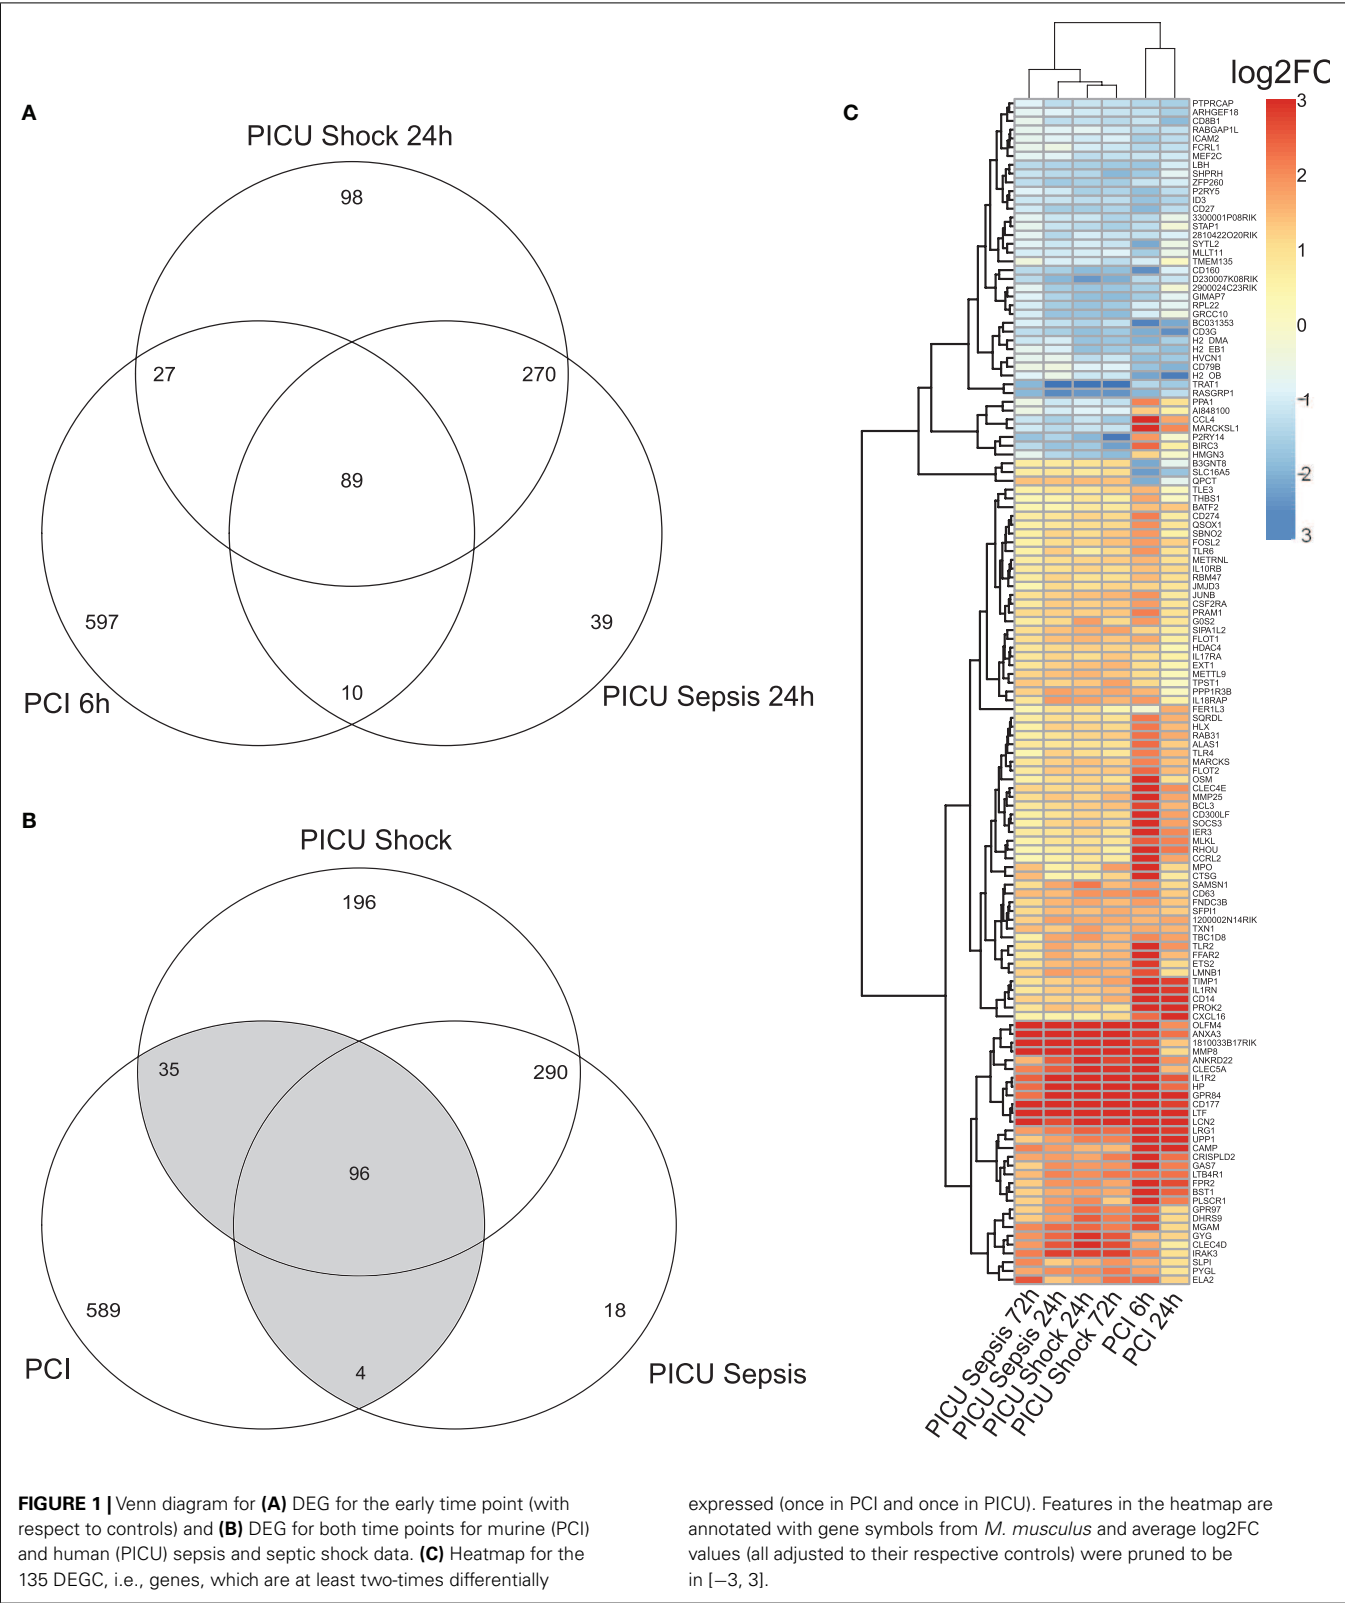 A
PICU Shock 24h
98
27
270
89
597
39
10
PCI 6h
PICU Sepsis 24h
B
PICU Shock
196
35
290
96
589
18
4
PCI
PICU Sepsis
C
log2FC
3
2
1
0
-1
-2
3
PTPRCAP
ARHGEF18
CD8B1
RABGAP1L
ICAM2
FCRL1
MEF2C
LBH
SHPRH
ZFP260
P2RY5
ID3
CD27
3300001P08RIK
STAP1
2810422O20RIK
SYTL2
MLLT11
TMEM135
CD160
D230007K08RIK
2900024C23RIK
GIMAP7
RPL22
GRCC10
BC031353
CD3G
H2 DMA
H2 EB1
HVCN1
CD79B
H2 OB
TRAT1
RASGRP1
PPA1
AI848100
CCL4
MARCKSL1
P2RY14
BIRC3
HMGN3
B3GNT8
SLC16A5
QPCT
TLE3
THBS1
BATF2
CD274
QSOX1
SBNO2
FOSL2
TLR6
METRNL
IL10RB
RBM47
JMJD3
JUNB
CSF2RA
PRAM1
G0S2
SIPA1L2
FLOT1
HDAC4
IL17RA
EXT1
METTL9
TPST1
PPP1R3B
IL18RAP
FER1L3
SQRDL
HLX
RAB31
ALAS1
TLR4
MARCKS
FLOT2
OSM
CLEC4E
MMP25
BCL3
CD300LF
SOCS3
IER3
MLKL
RHOU
CCRL2
MPO
CTSG
SAMSN1
CD63
FNDC3B
SFPI1
1200002N14RIK
TXN1
TBC1D8
TLR2
FFAR2
ETS2
LMNB1
TIMP1
IL1RN
CD14
PROK2
CXCL16
OLFM4
ANXA3
1810033B17RIK
MMP8
ANKRD22
CLEC5A
IL1R2
HP
GPR84
CD177
LTF
LCN2
LRG1
UPP1
CAMP
CRISPLD2
GAS7
LTB4R1
FPR2
BST1
PLSCR1
GPR97
DHRS9
MGAM
GYG
CLEC4D
IRAK3
SLPI
PYGL
ELA2
PICU Sepsis 72h
PICU Sepsis 24h
PICU Shock 24h
PICU Shock 72h
PCI 6h
PCI 24h
FIGURE 1 | Venn diagram for (A) DEG for the early time point (with
respect to controls) and (B) DEG for both time points for murine (PCI)
and human (PICU) sepsis and septic shock data. (C) Heatmap for the
135 DEGC, i.e., genes, which are at least two-times differentially
expressed (once in PCI and once in PICU). Features in the heatmap are
annotated with gene symbols from M. musculus and average log2FC
values (all adjusted to their respective controls) were pruned to be
in [−3, 3].